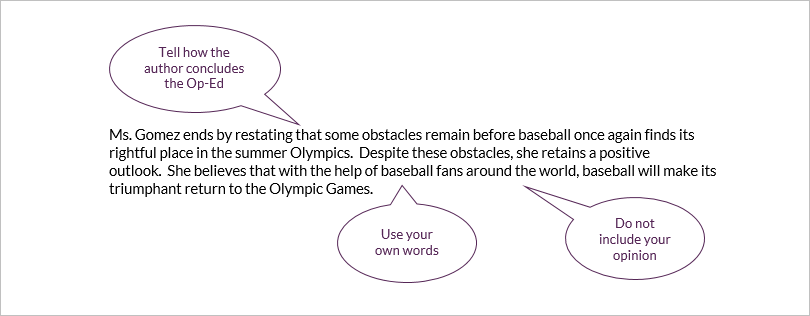 Tell how the
author concludes
the Op-Ed
Ms. Gomez ends by restating that some obstacles remain before baseball once again finds its
rightful place in the summer Olympics.  Despite these obstacles, she retains a positive
outlook.  She believes that with the help of baseball fans around the world, baseball will make its
triumphant return to the Olympic Games.
Use your
own words
Do not
include your
opinion